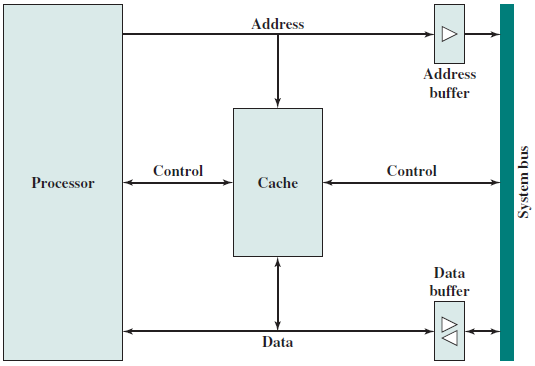 Address
Address
buffer
Processor
Control
Cache
Control
System bus
Data
buffer
Data